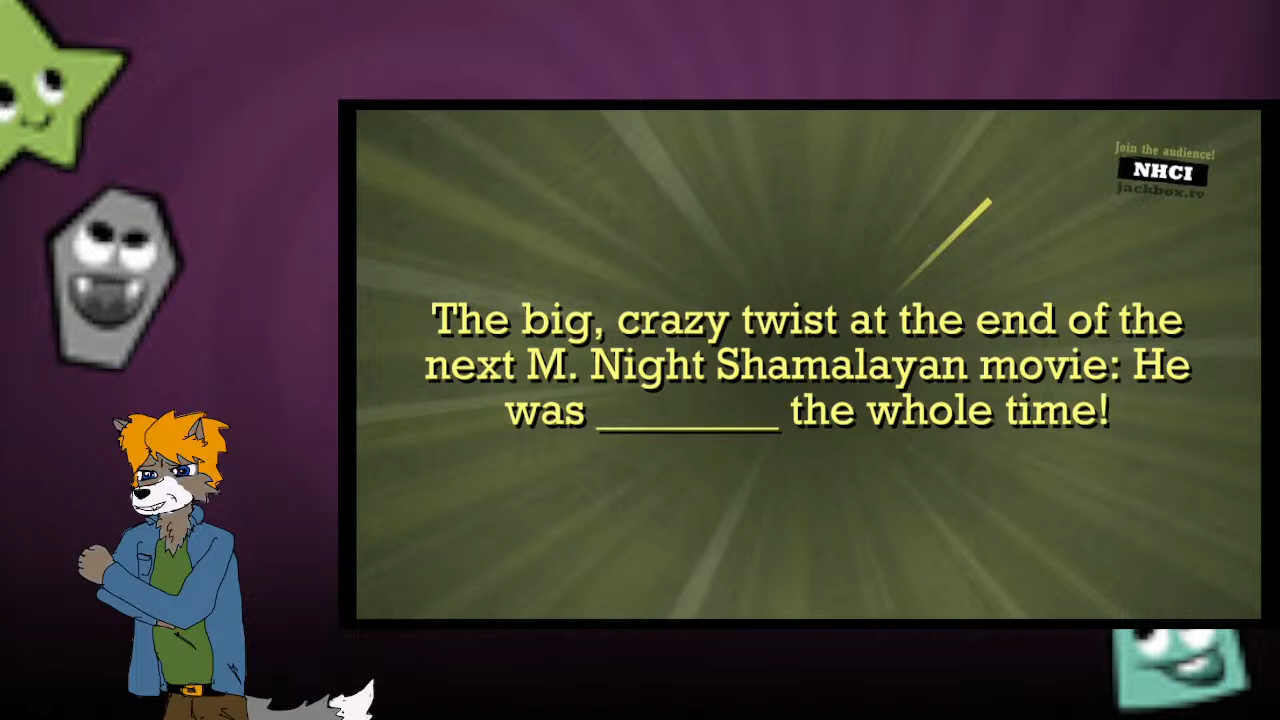 Join the audience!
NHCI
jackbox.tv
The big, crazy twist at the end of the
next M. Night Shamalayan movie: He
was ________ the whole time!